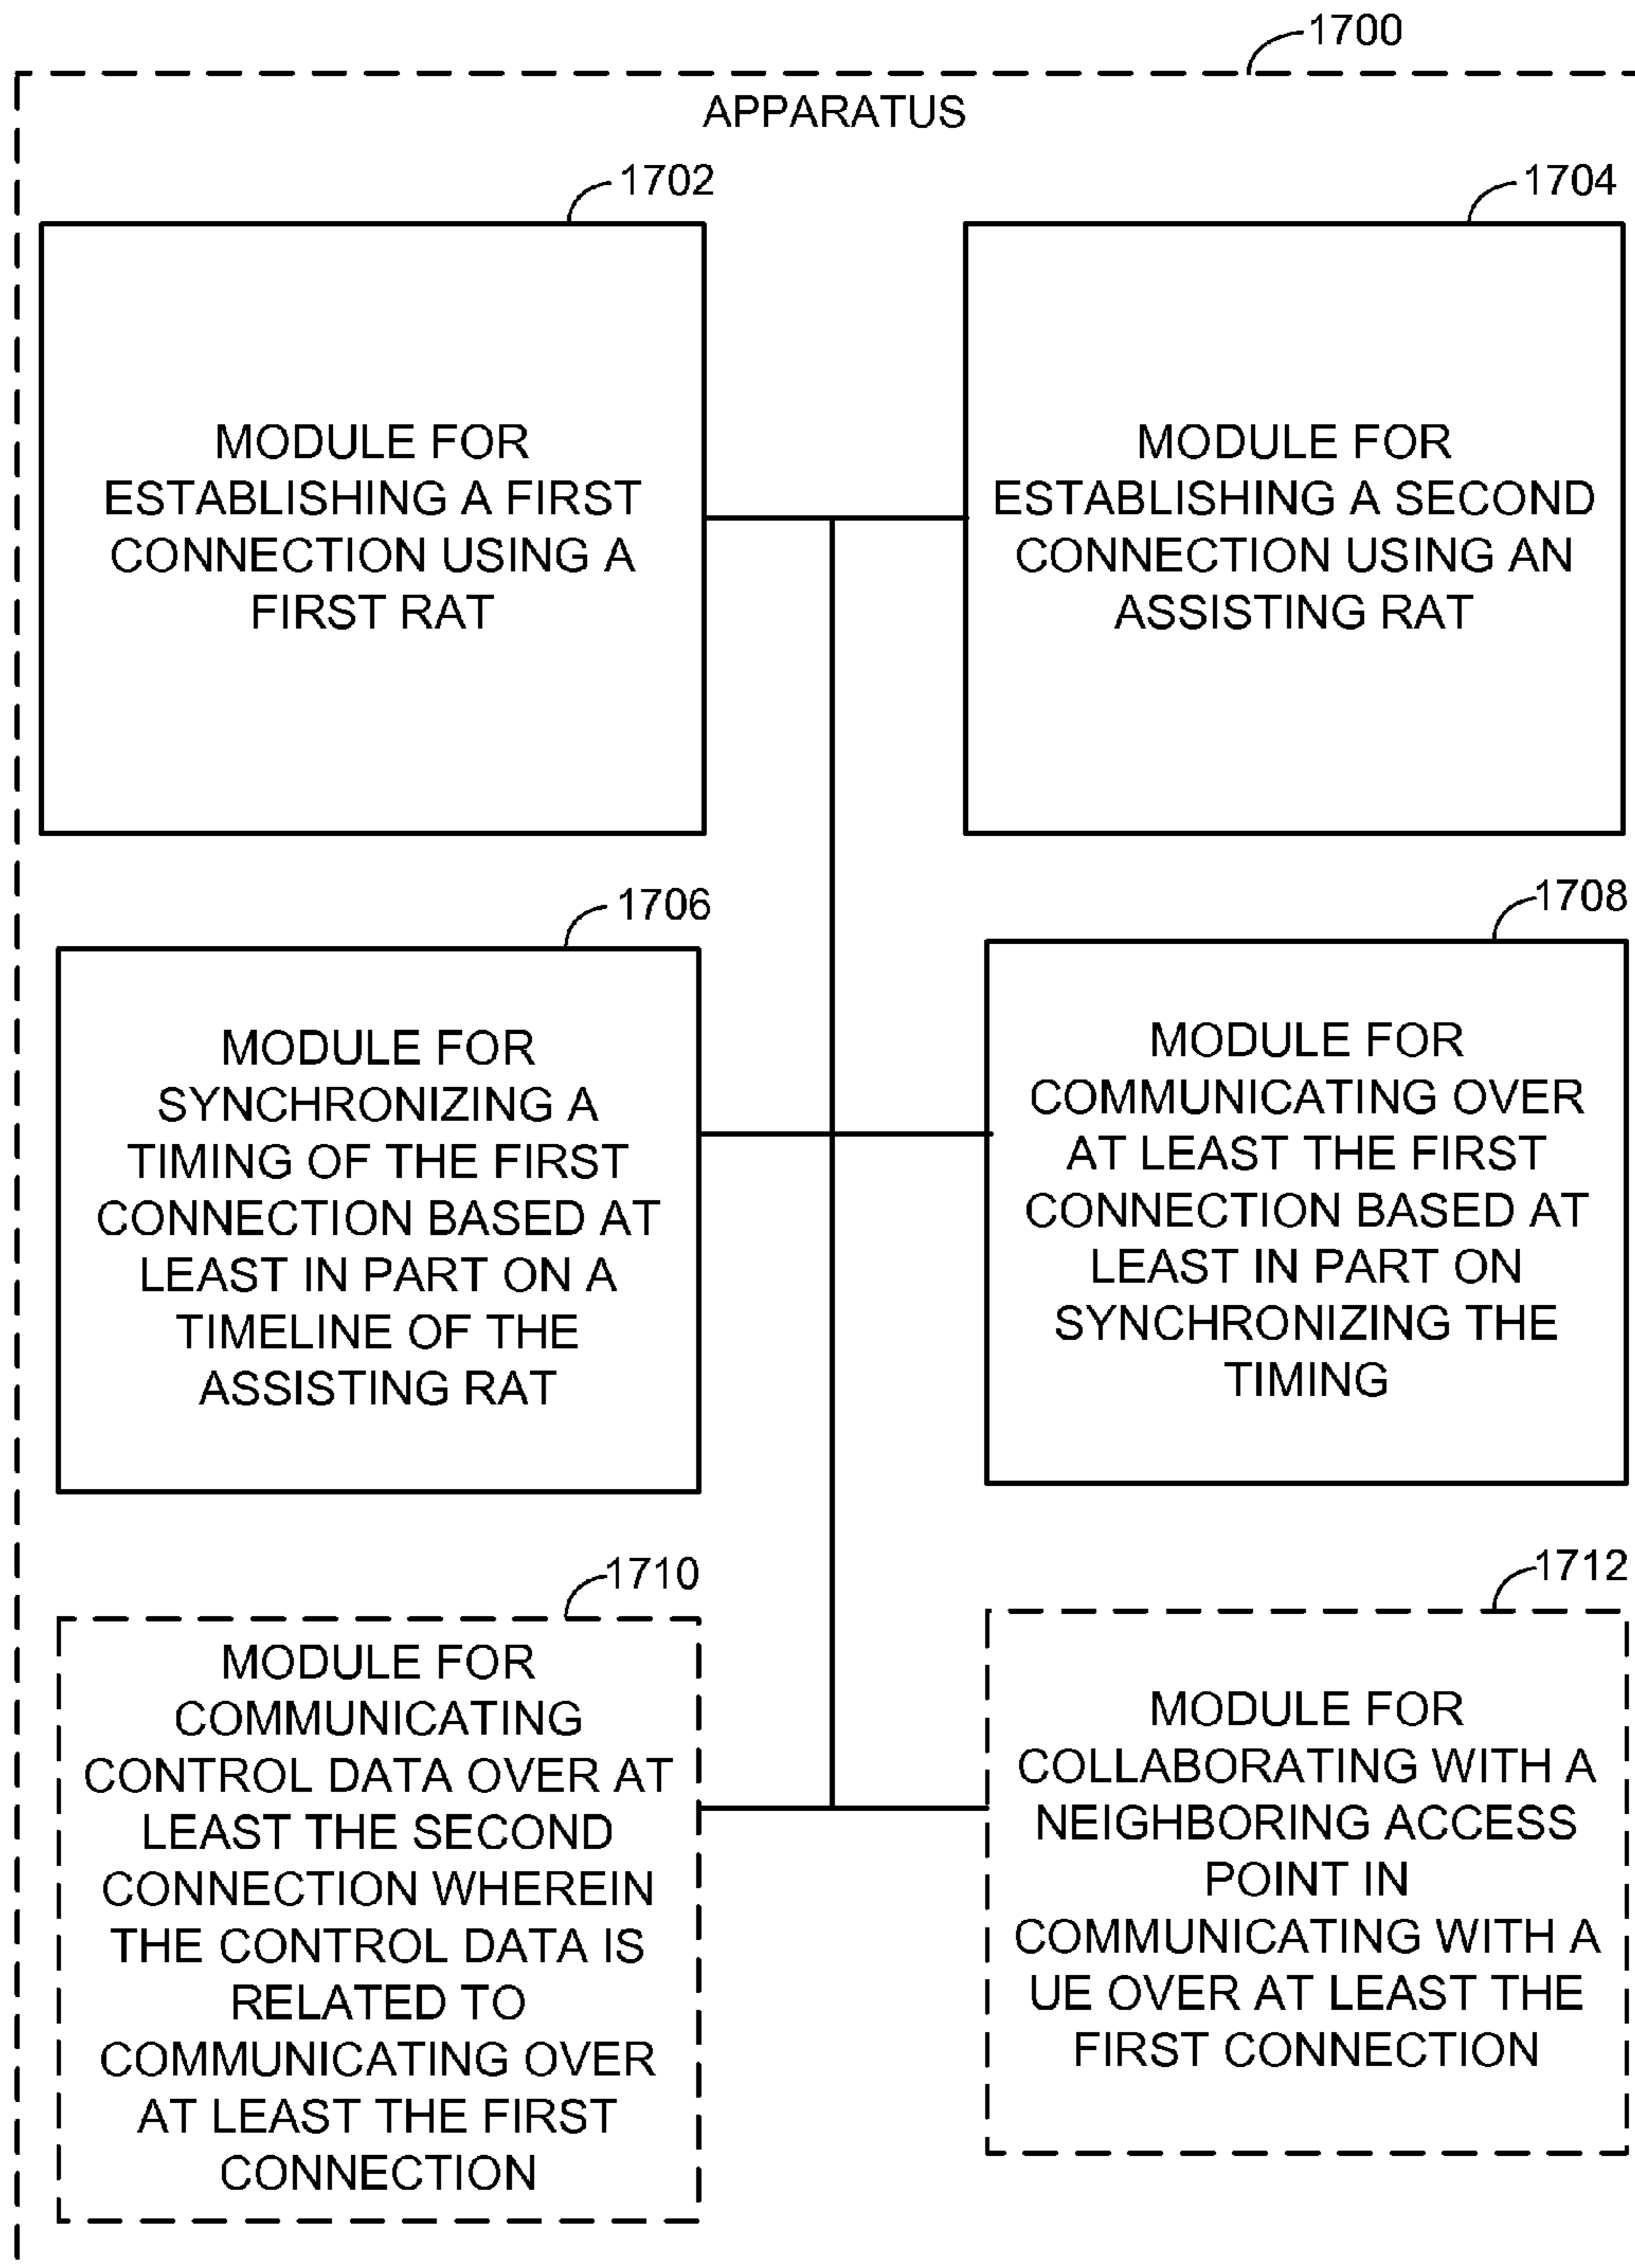 1700
APPARATUS
1702
MODULE FOR
ESTABLISHING A FIRST
CONNECTION USING A
FIRST RAT
1704
MODULE FOR
ESTABLISHING A SECOND
CONNECTION USING AN
ASSISTING RAT
1706
MODULE FOR
SYNCHRONIZING A
TIMING OF THE FIRST
CONNECTION BASED AT
LEAST IN PART ON A
TIMELINE OF THE
ASSISTING RAT
1708
MODULE FOR
COMMUNICATING OVER
AT LEAST THE FIRST
CONNECTION BASED AT
LEAST IN PART ON
SYNCHRONIZING THE
TIMING
1710
MODULE FOR
COMMUNICATING
CONTROL DATA OVER AT
LEAST THE SECOND
CONNECTION WHEREIN
THE CONTROL DATA IS
RELATED TO
COMMUNICATING OVER
AT LEAST THE FIRST
CONNECTION
1712
MODULE FOR
COLLABORATING WITH A
NEIGHBORING ACCESS
POINT IN
COMMUNICATING WITH A
UE OVER AT LEAST THE
FIRST CONNECTION